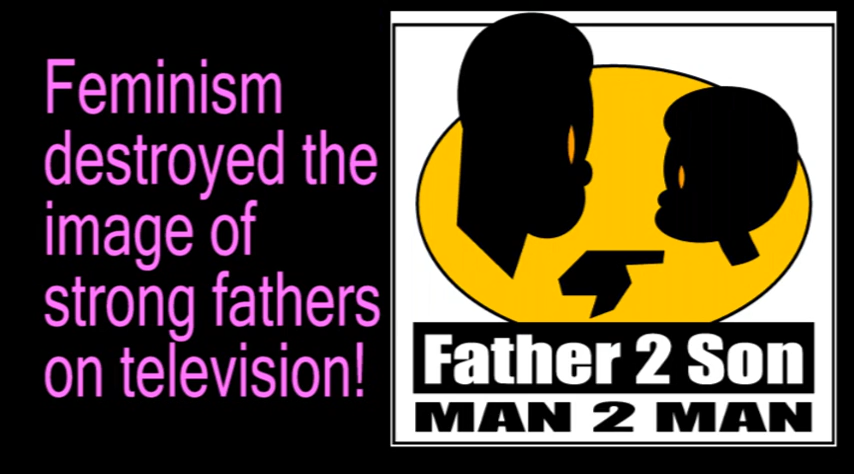 Feminism
destroyed the
image of
strong fathers
on television!
Father 2 Son
MAN 2 MAN